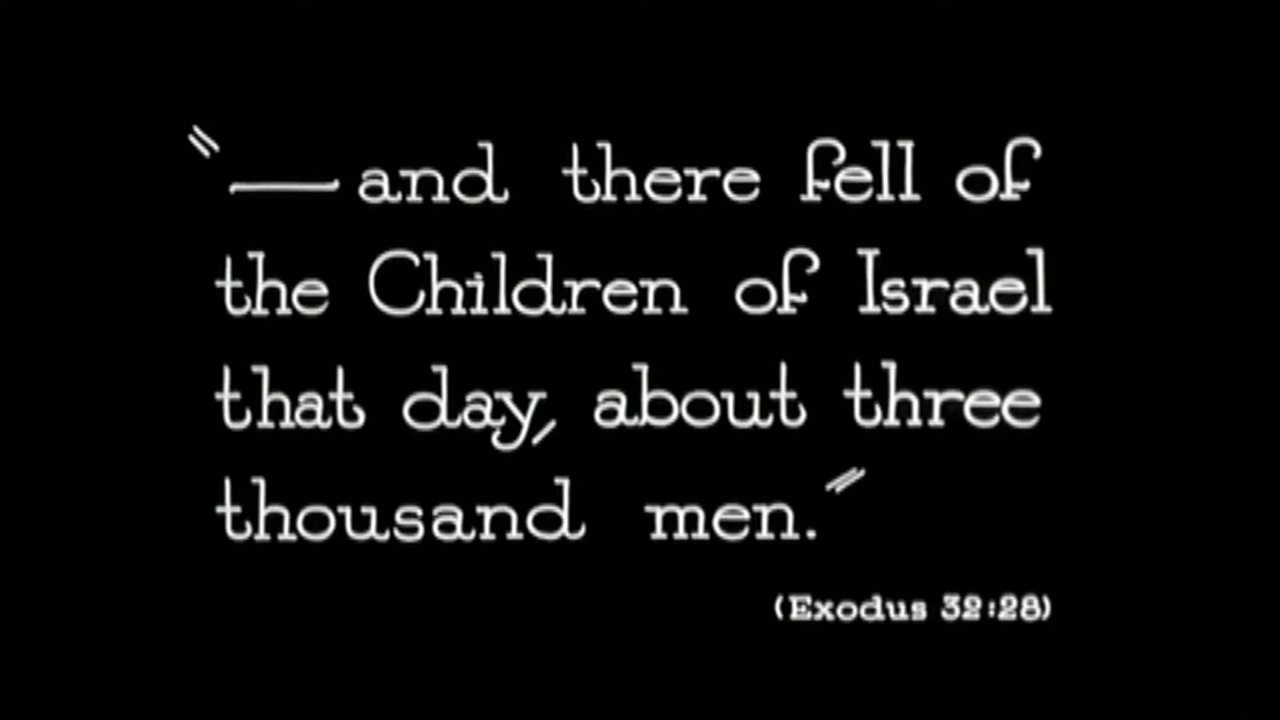 "—and there fell of
the Children of Israel
that day, about three
thousand men."
(Exodus 32:28)